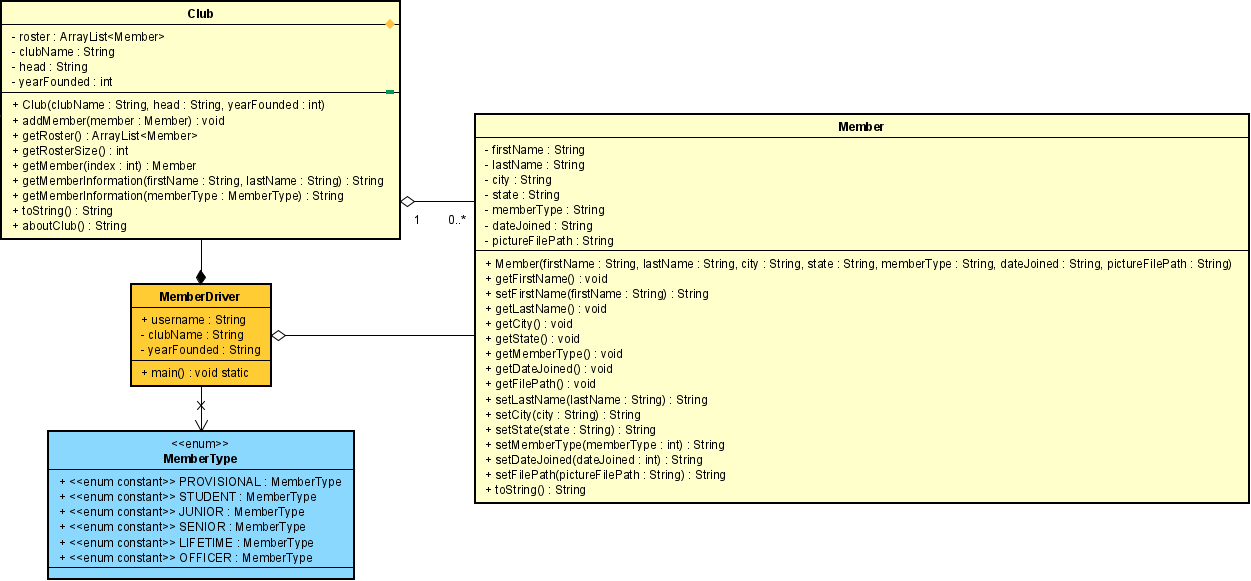 Club
- roster : ArrayList<Member>
- clubName : String
- head : String
- yearFounded : int
+ Club(clubName : String, head : String, yearFounded : int)
+ addMember(member : Member) : void
+ getRoster() : ArrayList<Member>
+ getRosterSize() : int
+ getMember(index : int) : Member
+ getMemberInformation(firstName : String, lastName : String) : String
+ getMemberInformation(memberType : MemberType) : String
+ toString() : String
+ aboutClub() : String
1
0..*
Member
- firstName : String
- lastName : String
- city : String
- state : String
- memberType : String
- dateJoined : String
- pictureFilePath : String
+ Member(firstName : String, lastName : String, city : String, state : String, memberType : String, dateJoined : String, pictureFilePath : String)
+ getFirstName() : void
+ setFirstName(firstName : String) : String
+ getLastName() : void
+ getCity() : void
+ getState() : void
+ getMemberType() : void
+ getDateJoined() : void
+ getFilePath() : void
+ setLastName(lastName : String) : String
+ setCity(city : String) : String
+ setState(state : String) : String
+ setMemberType(memberType : int) : String
+ setDateJoined(dateJoined : int) : String
+ setFilePath(pictureFilePath : String) : String
+ toString() : String
MemberDriver
+ username : String
- clubName : String
- yearFounded : String
+ main() : void static
<<enum>>
MemberType
+ <<enum constant>> PROVISIONAL : MemberType
+ <<enum constant>> STUDENT : MemberType
+ <<enum constant>> JUNIOR : MemberType
+ <<enum constant>> SENIOR : MemberType
+ <<enum constant>> LIFETIME : MemberType
+ <<enum constant>> OFFICER : MemberType